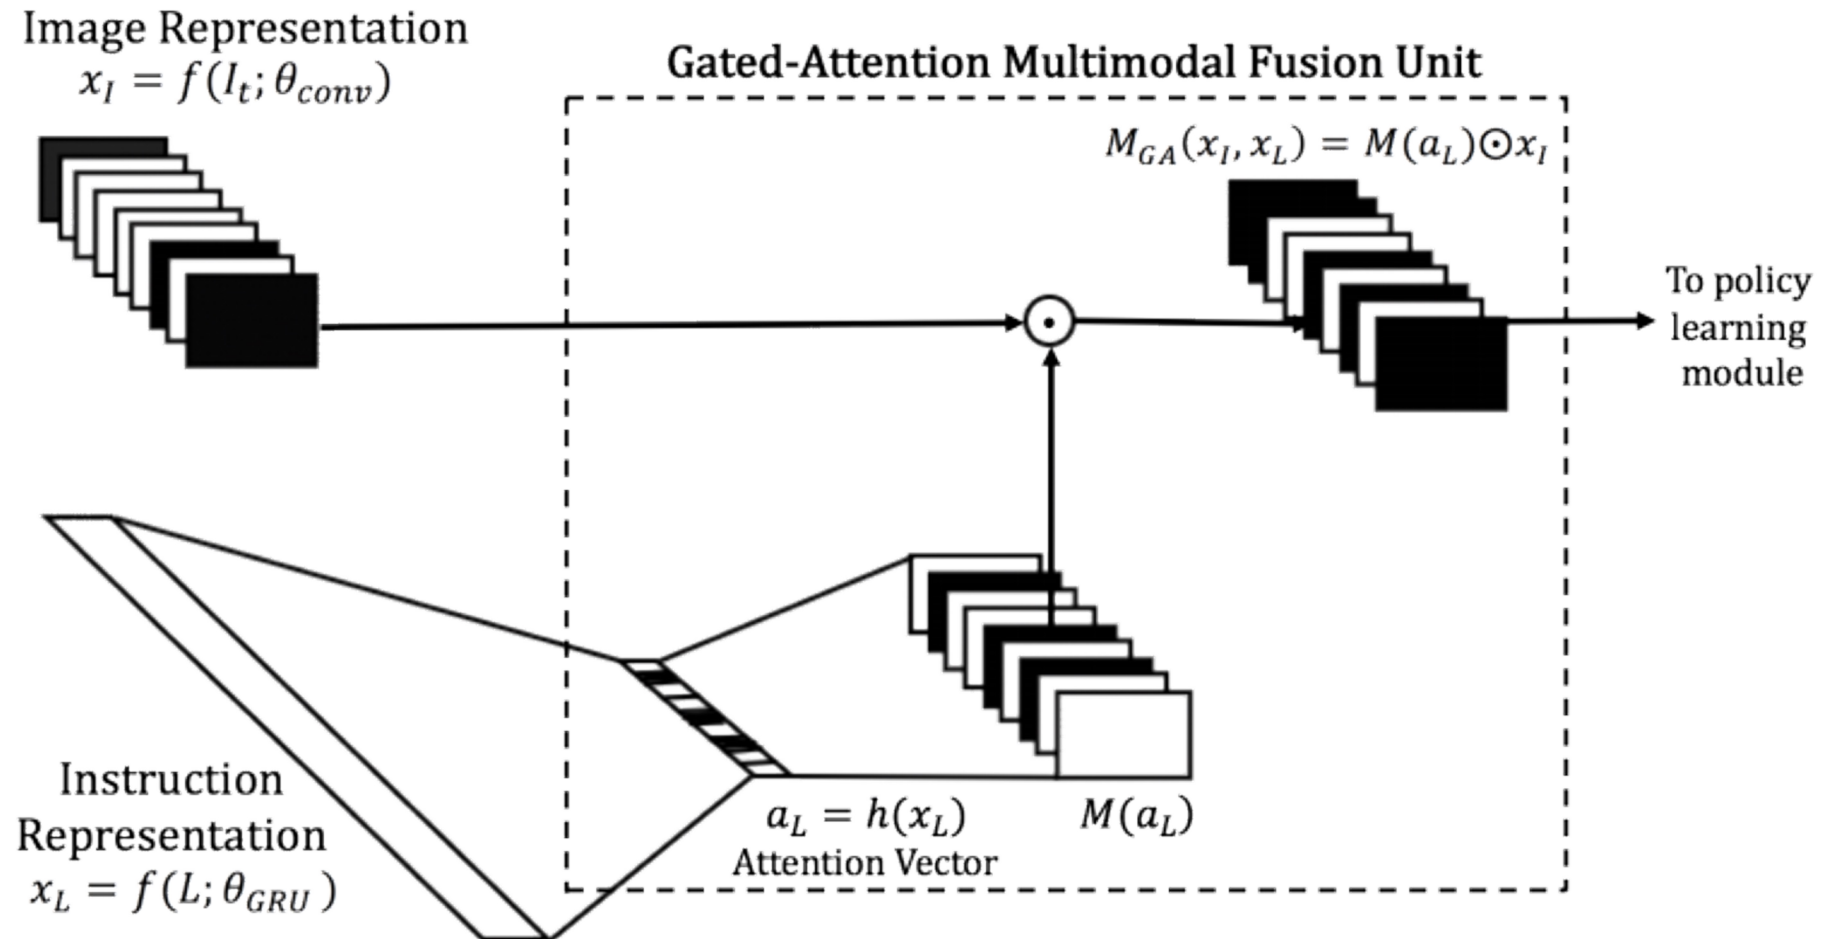 Image Representation
x_I = f(I_t; θ_conv)
Gated-Attention Multimodal Fusion Unit
M_GA(x_I, x_L) = M(a_L)⊙x_I
To policy
learning
module
Instruction
Representation
x_L = f(L; θ_GRU )
a_L = h(x_L)
Attention Vector
M(a_L)